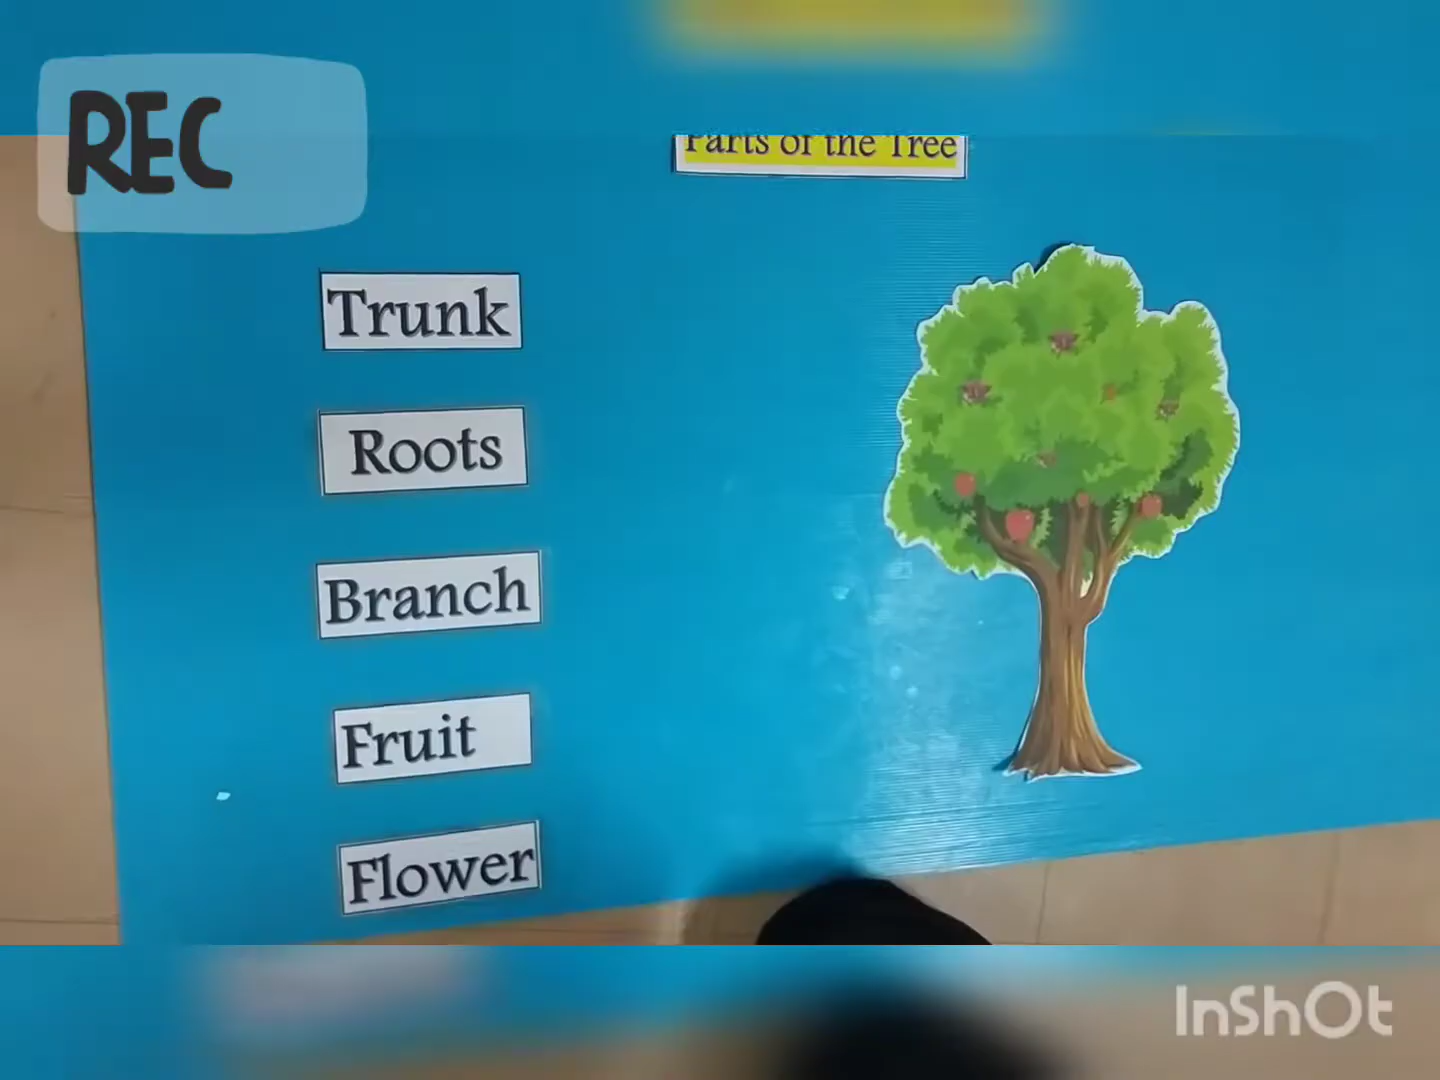 REC
Parts of the Tree
Trunk
Roots
Branch
Fruit
Flower
InShOt